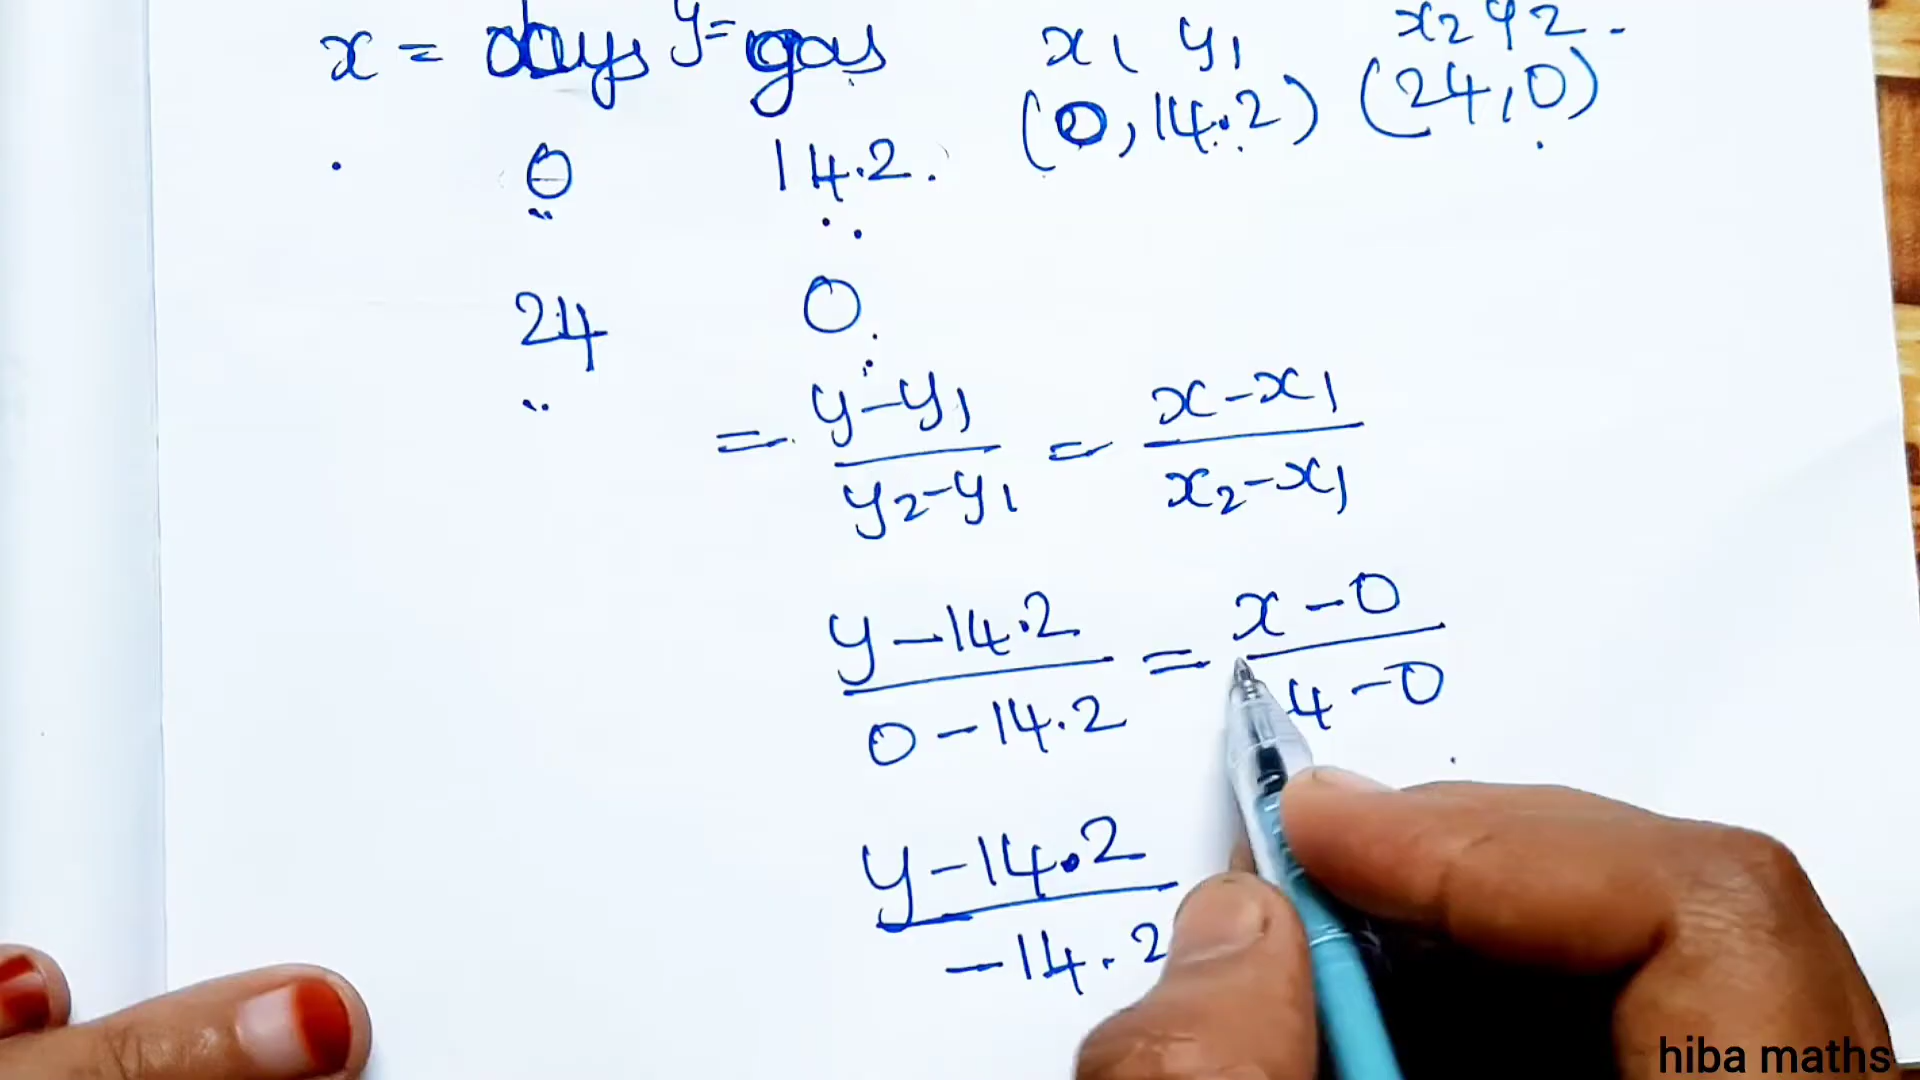 x = days y = gas x1 y1 x2 y2
(0, 14.2) (24, 0)
0 14.2
24 0
= y-y1 / y2-y1 = x-x1 / x2-x1
y-14.2 / 0-14.2 = x-0 / 4-0
y-14.2 / -14.2
hiba maths